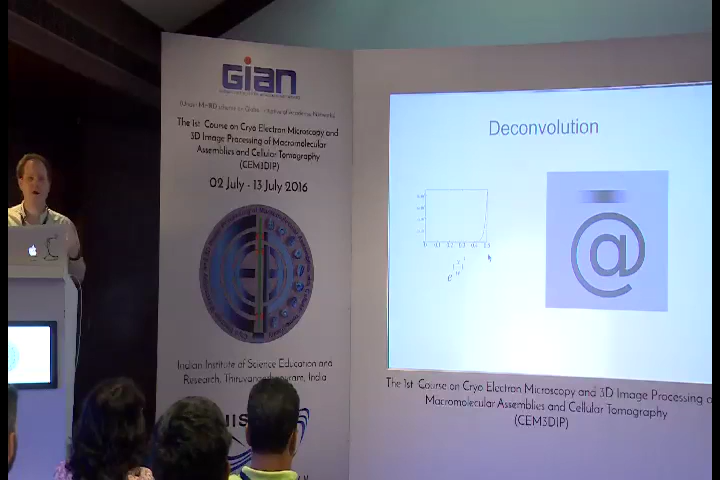 GIAN
The 1st Course on Cryo Electron Microscopy and
3D Image Processing of Macromolecular
Assemblies and Cellular Tomography
(CEM3DIP)
02 July - 13 July 2016
Indian Institute of Science Education and
Research, Thiruvananthapuram, India
Deconvolution
@
The 1st Course on Cryo Electron Microscopy and 3D Image Processing o
Macromolecular Assemblies and Cellular Tomography
(CEM3DIP)